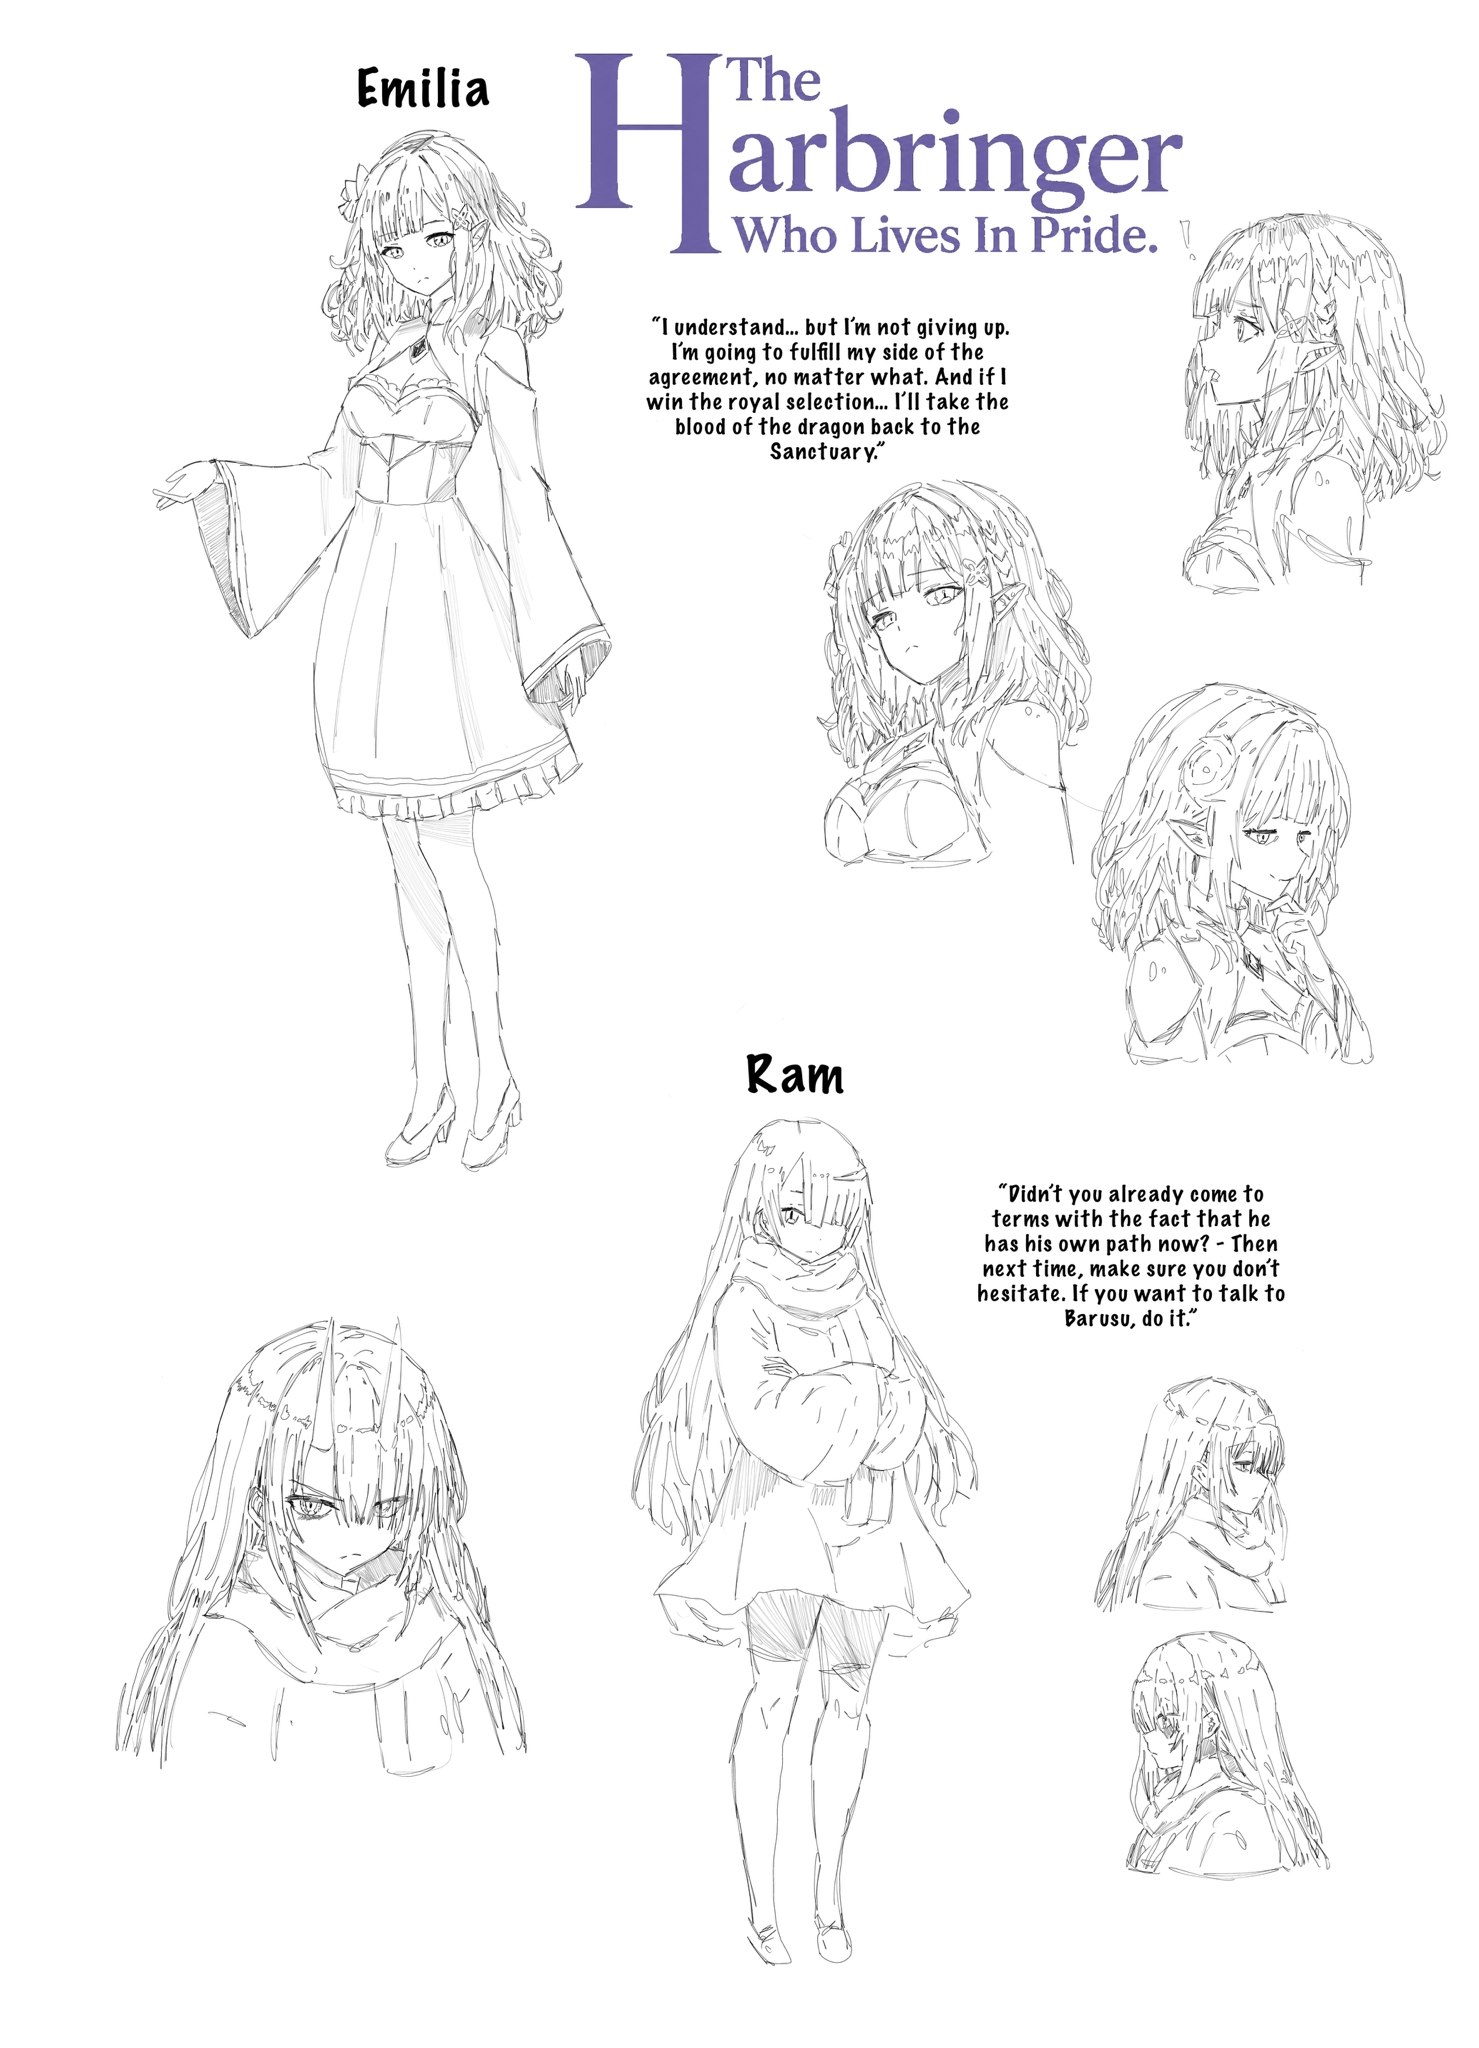 Emilia
The
Harbringer
Who Lives In Pride.
“I understand... but I’m not giving up.
I’m going to fulfill my side of the
agreement, no matter what. And if I
win the royal selection... I’ll take the
blood of the dragon back to the
Sanctuary.”
Ram
“Didn’t you already come to
terms with the fact that he
has his own path now? - Then
next time, make sure you don’t
hesitate. If you want to talk to
Barusu, do it.”